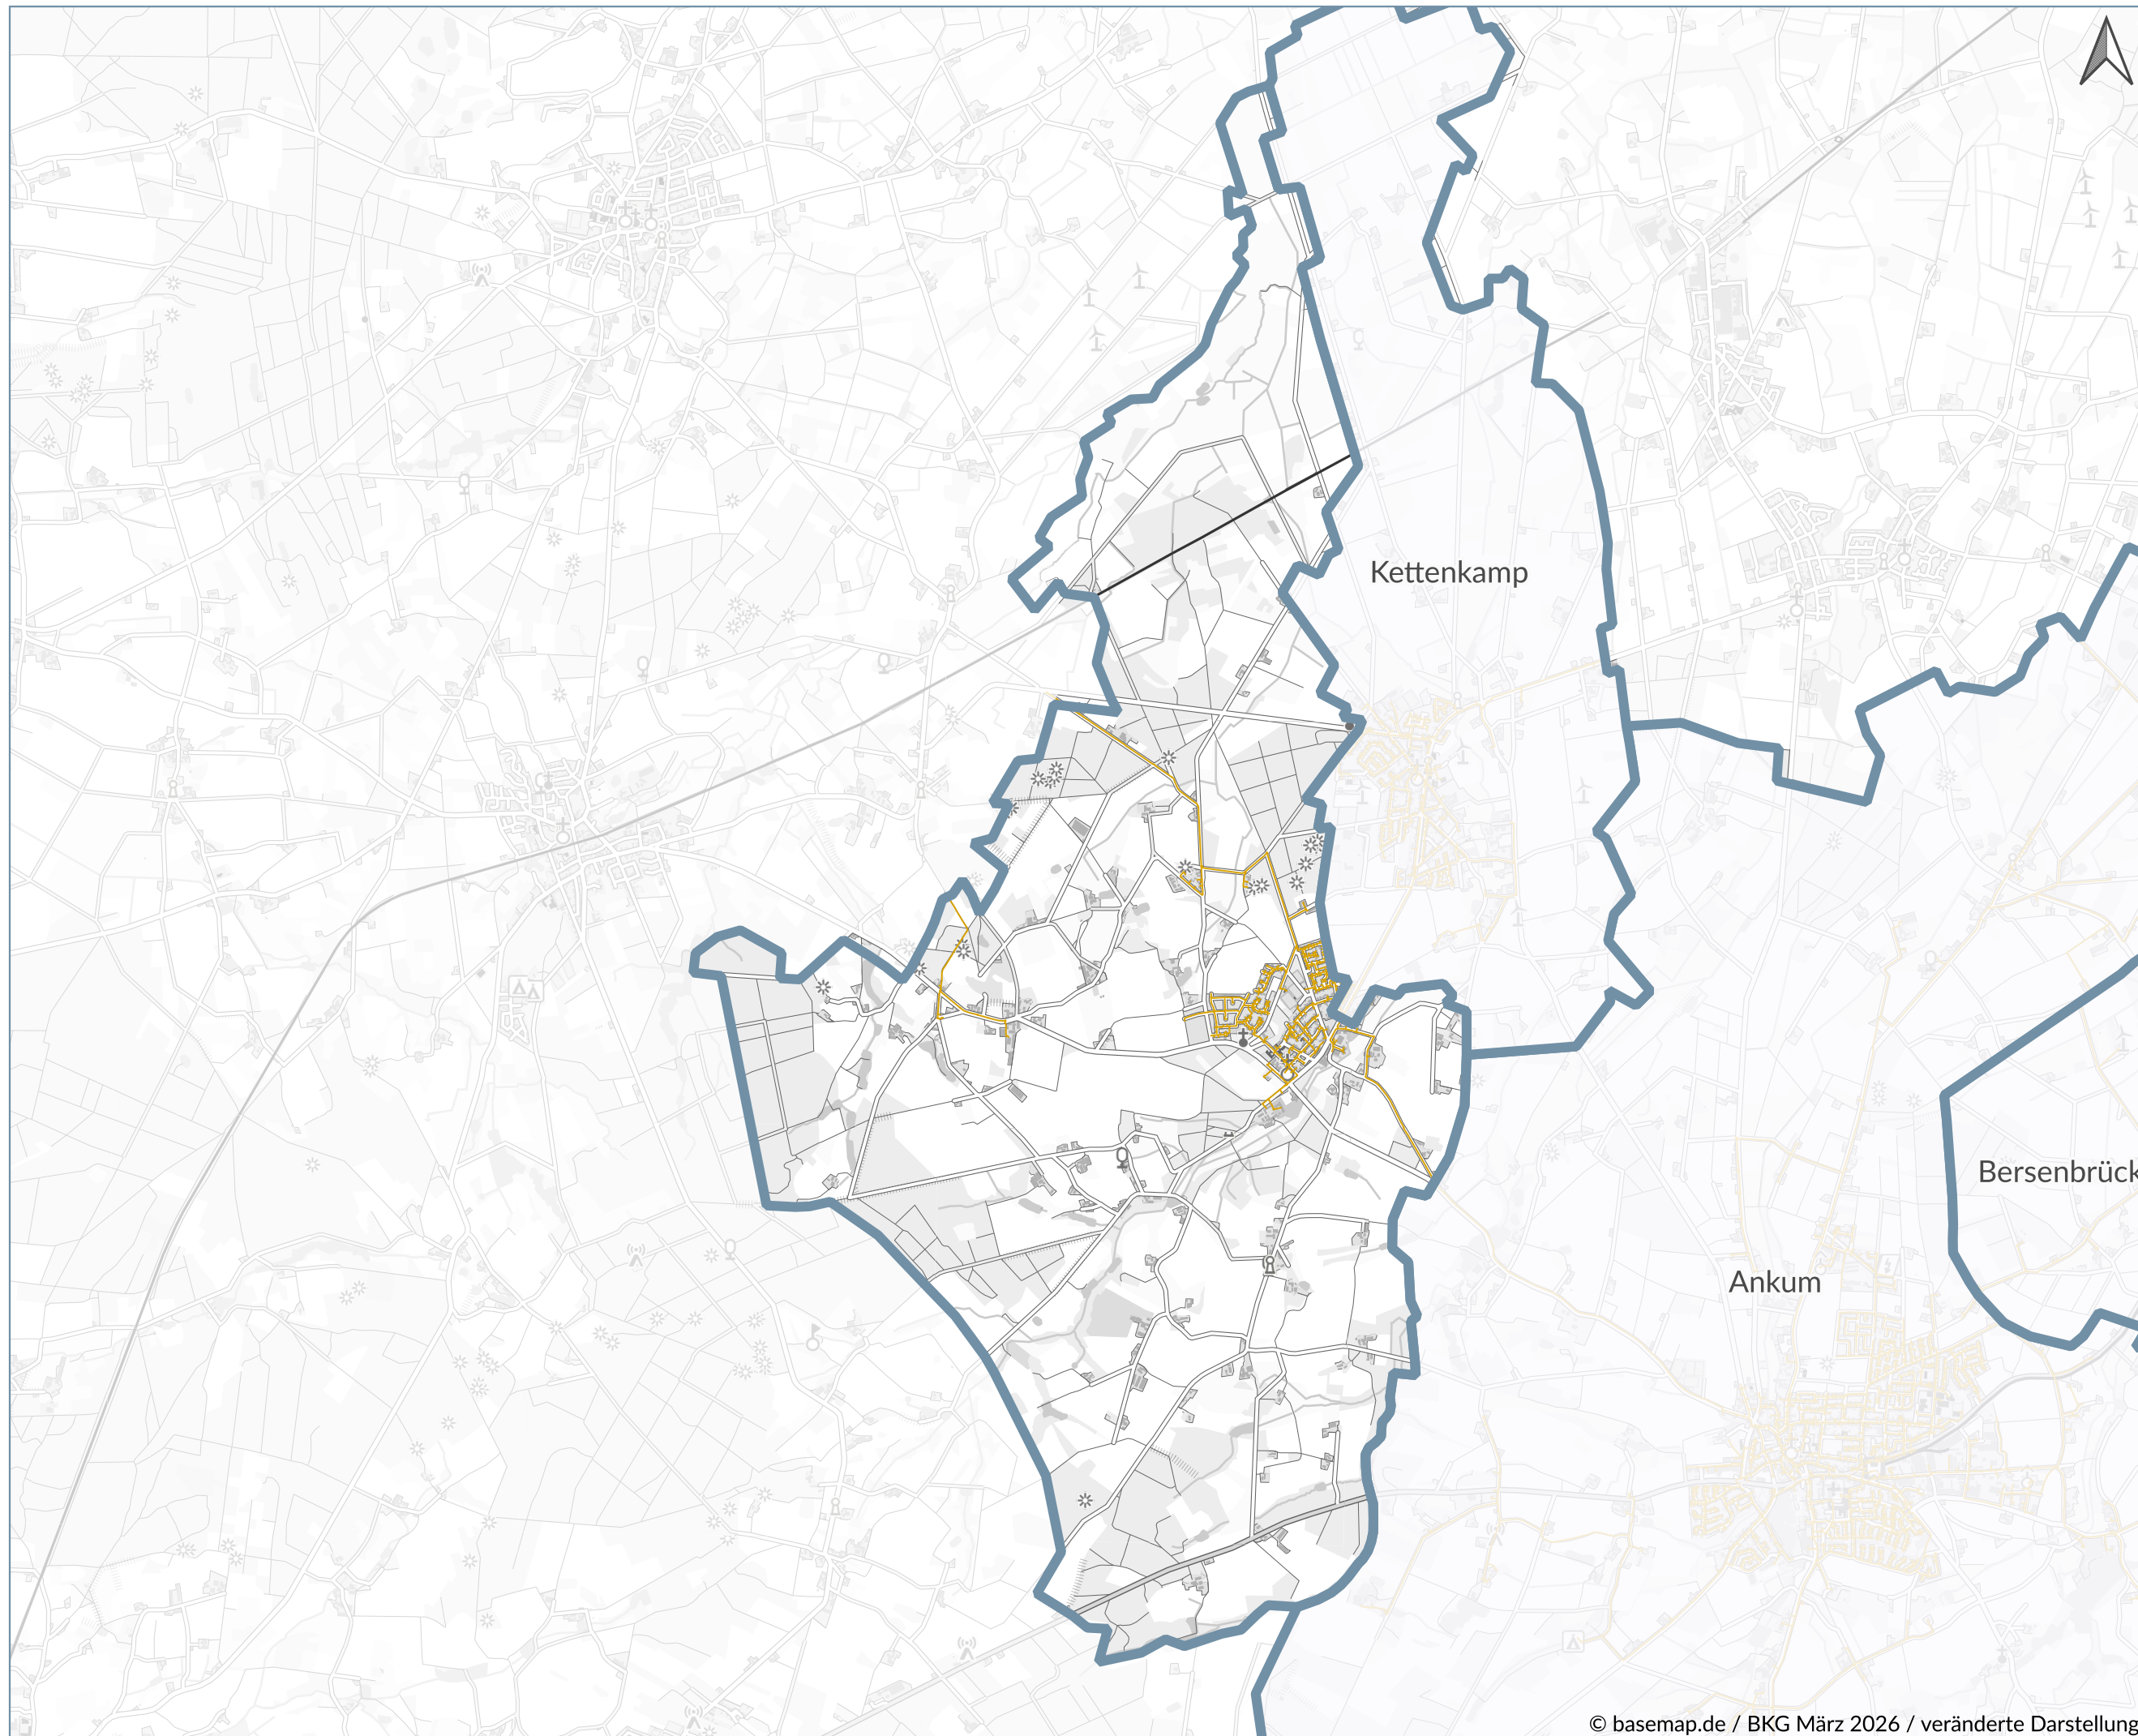 Kettenkamp
Bersenbrück
Ankum
© basemap.de / BKG März 2026 / veränderte Darstellung